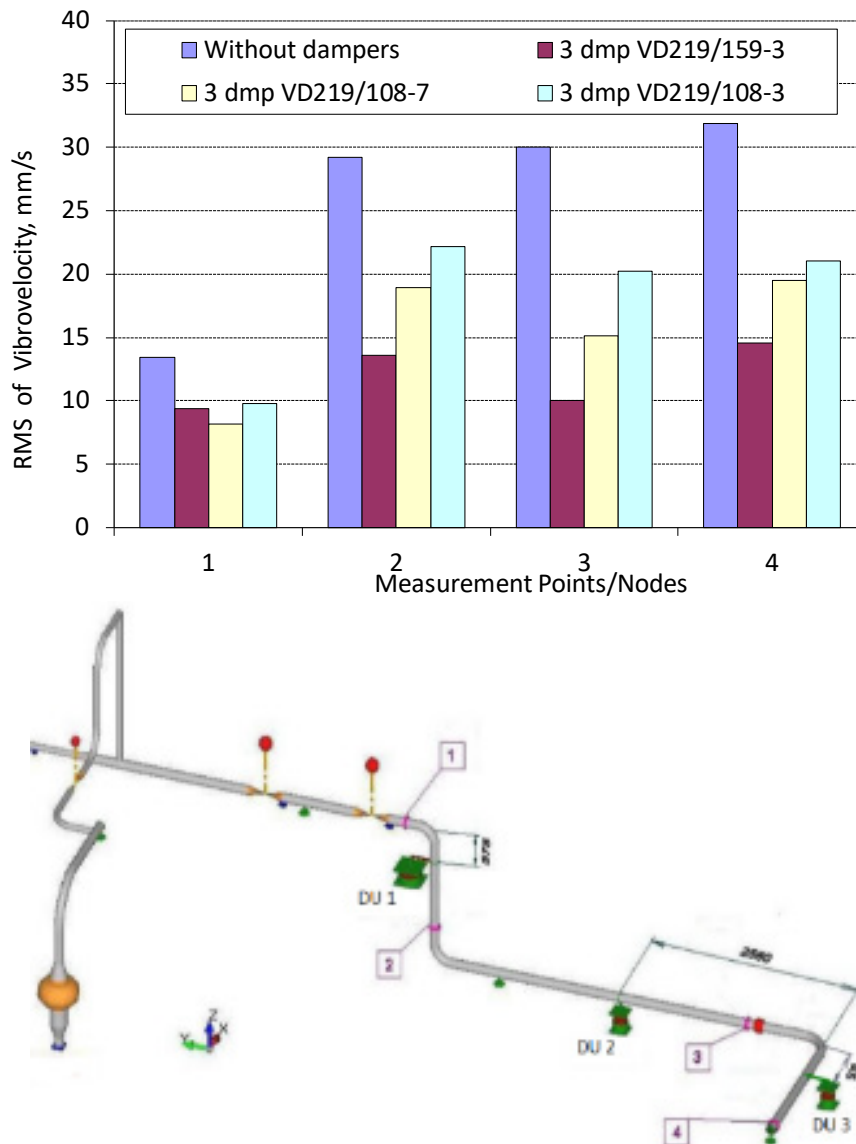 40
35
30
25
20
15
10
5
0
RMS of Vibrovelocity, mm/s
Without dampers
3 dmp VD219/159-3
3 dmp VD219/108-7
3 dmp VD219/108-3
1 2 3 4
Measurement Points/Nodes
1
DU 1
2
2560
Z
Y X
DU 2
3
4
DU 3